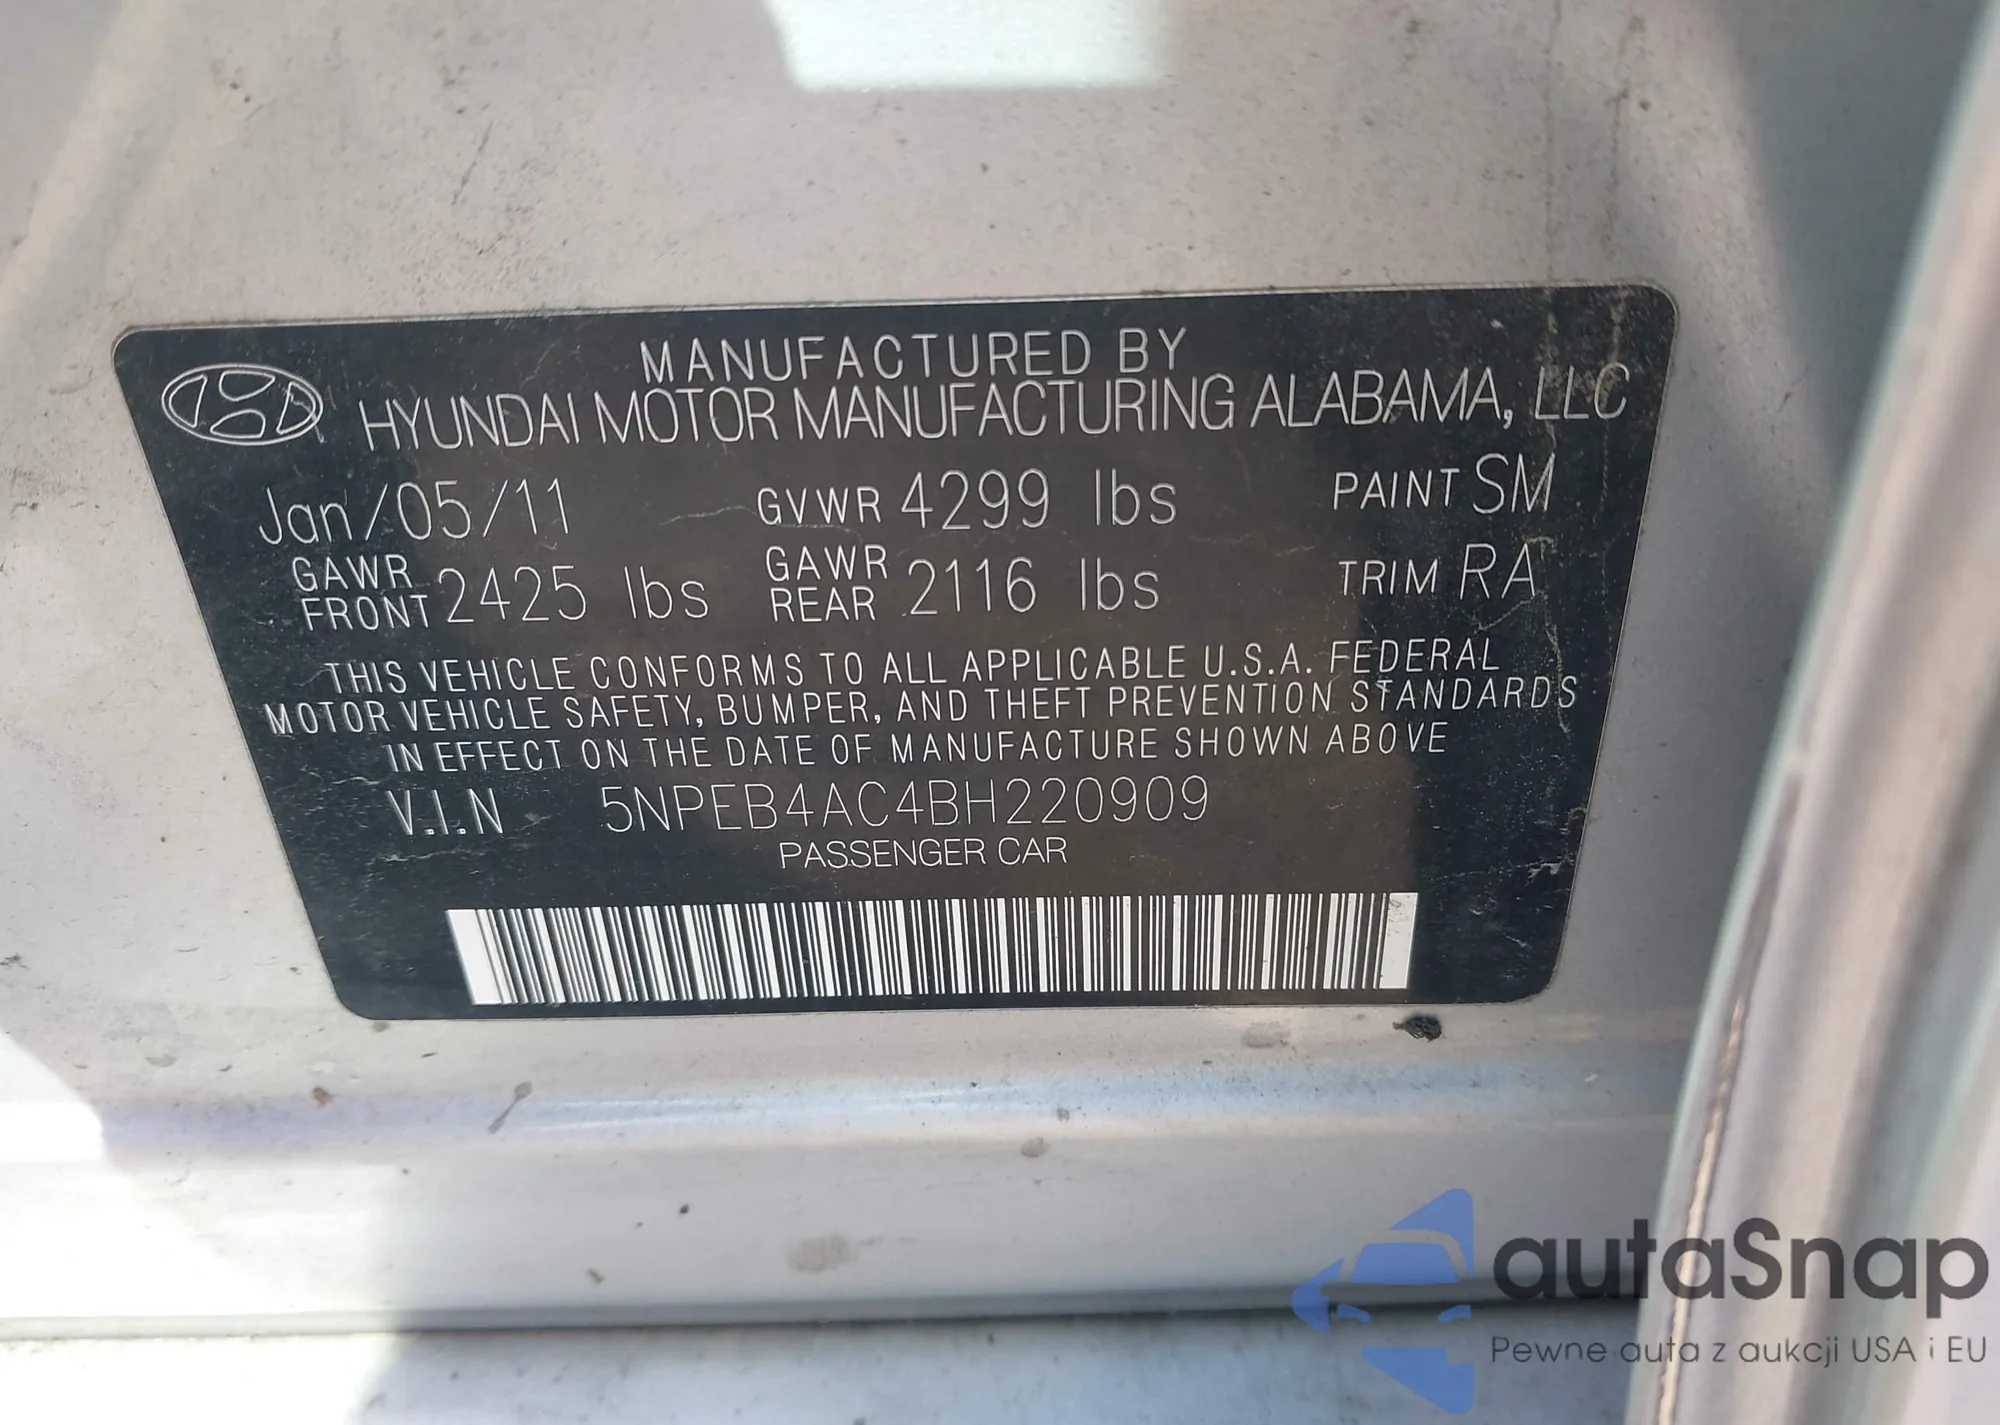 MANUFACTURED BY
HYUNDAI MOTOR MANUFACTURING ALABAMA, LLC
Jan/05/11 GVWR 4299 lbs PAINT SM
GAWR FRONT 2425 lbs GAWR REAR 2116 lbs TRIM RA
THIS VEHICLE CONFORMS TO ALL APPLICABLE U.S.A. FEDERAL
MOTOR VEHICLE SAFETY, BUMPER, AND THEFT PREVENTION STANDARDS
IN EFFECT ON THE DATE OF MANUFACTURE SHOWN ABOVE
V.I.N 5NPEB4AC4BH220909
PASSENGER CAR
autaSnap
Pewne auta z aukcji USA i EU